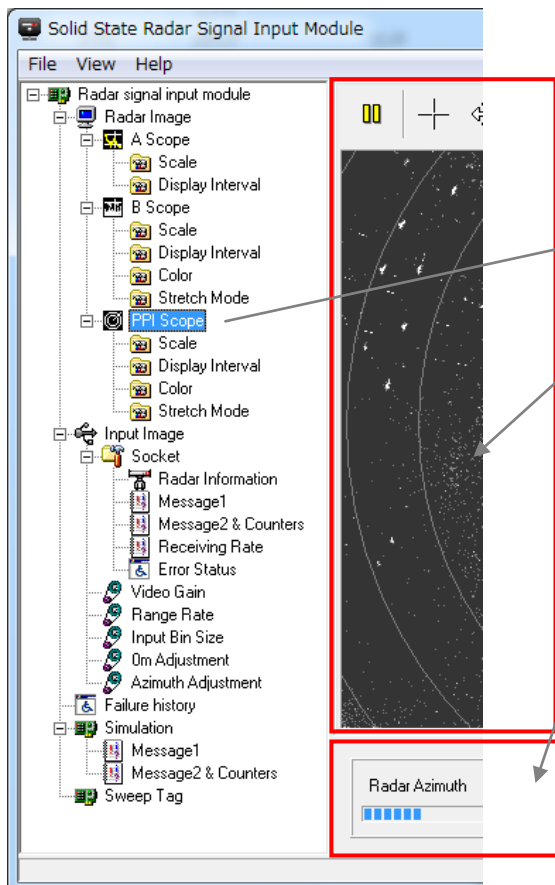 Solid State Radar Signal Input Module
File View Help
Radar signal input module
Radar Image
A Scope
Scale
Display Interval
B Scope
Scale
Display Interval
Color
Stretch Mode
PPI Scope
Scale
Display Interval
Color
Stretch Mode
Input Image
Socket
Radar Information
Message1
Message2 & Counters
Receiving Rate
Error Status
Video Gain
Range Rate
Input Bin Size
0m Adjustment
Azimuth Adjustment
Failure history
Simulation
Message1
Message2 & Counters
Sweep Tag
Radar Azimuth